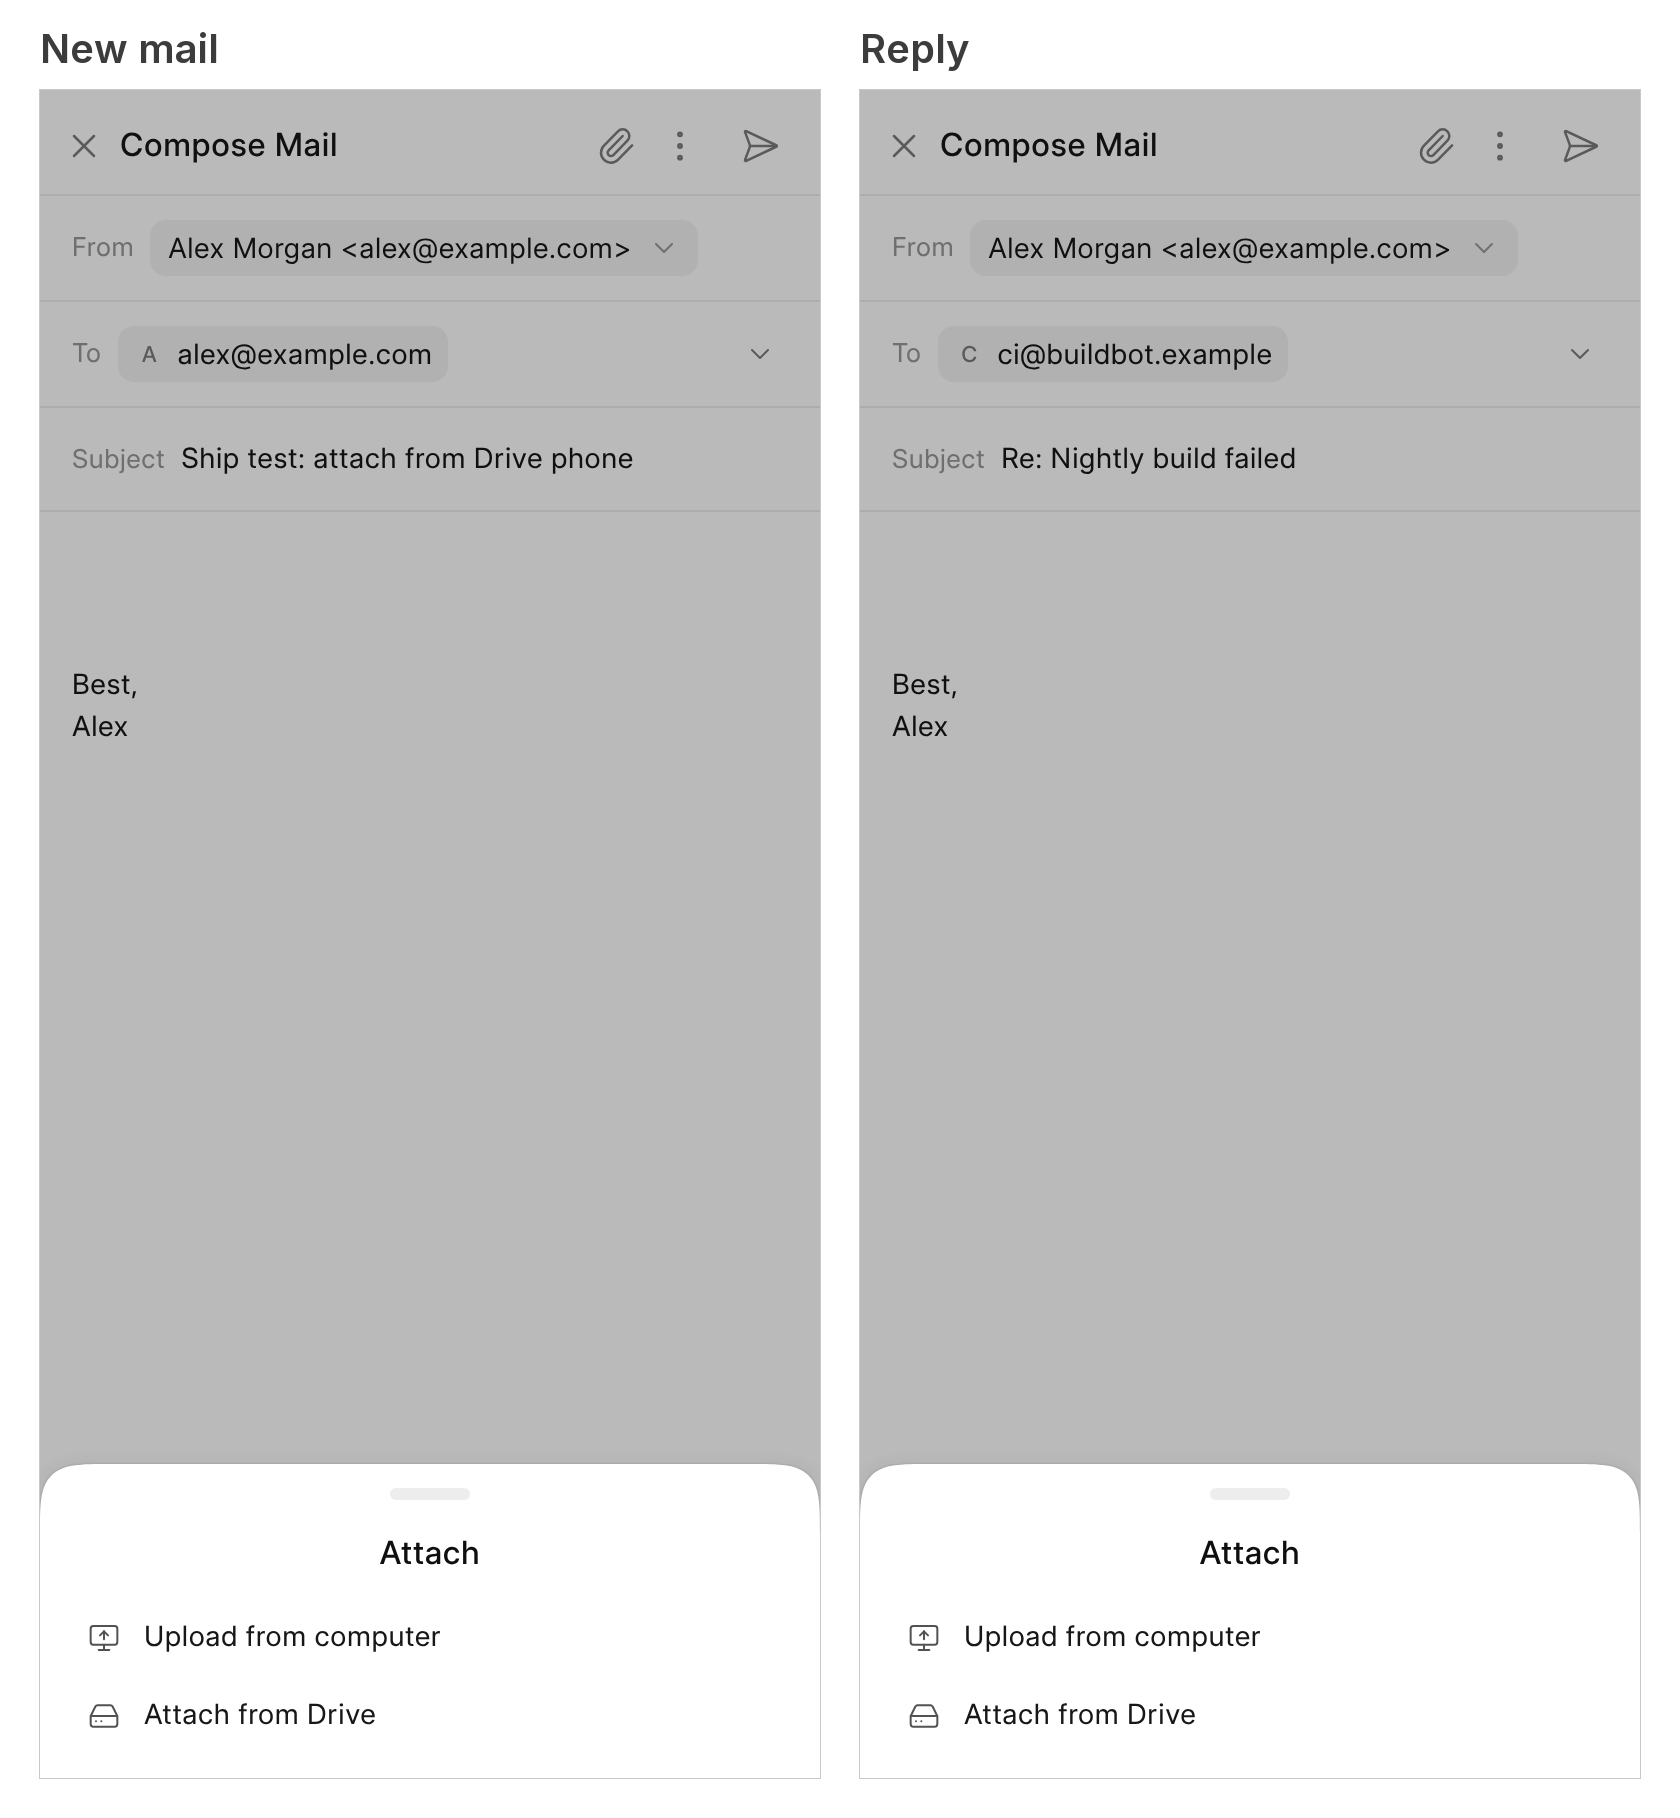 New mail
Compose Mail
From Alex Morgan <alex@example.com>
To A alex@example.com
Subject Ship test: attach from Drive phone
Best,
Alex
Attach
Upload from computer
Attach from Drive
Reply
Compose Mail
From Alex Morgan <alex@example.com>
To C ci@buildbot.example
Subject Re: Nightly build failed
Best,
Alex
Attach
Upload from computer
Attach from Drive